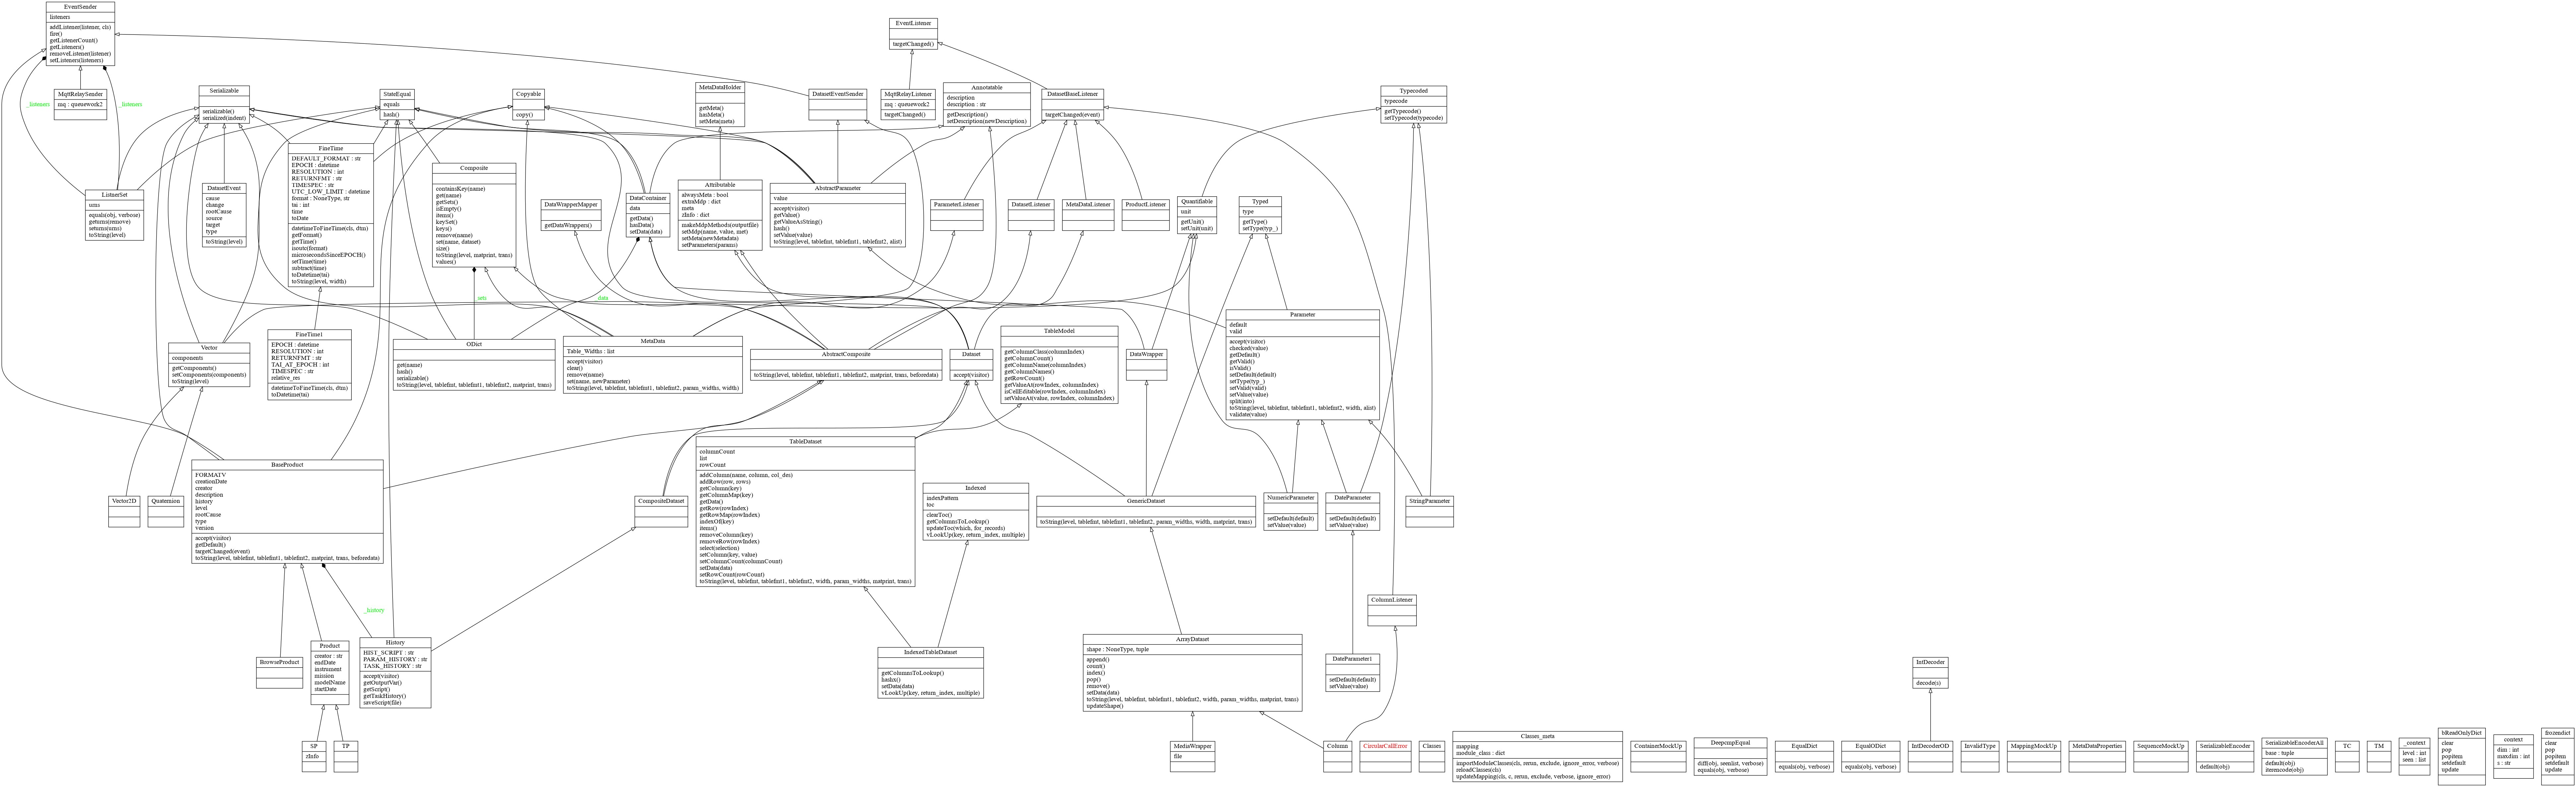 EventSender
listeners
addListener(listener, cls)
fire()
getListenerCount()
getListeners()
removeListener(listener)
setListeners(listeners)
EventListener
targetChanged()
MqttRelaySender
mq : queuework2
Serializable
serializable()
serialized(indent)
StateEqual
equals
hash()
Copyable
copy()
MetaDataHolder
getMeta()
hasMeta()
setMeta(meta)
DatasetEventSender
MqttRelayListener
mq : queuework2
targetChanged()
Annotatable
description
description : str
getDescription()
setDescription(newDescription)
DatasetBaseListener
targetChanged(event)
Typecoded
typecode
getTypecode()
setTypecode(typecode)
_listeners
_listeners
ListnerSet
urns
equals(obj, verbose)
geturns(remove)
seturns(urns)
toString(level)
DatasetEvent
cause
change
rootCause
source
target
type
toString(level)
FineTime
DEFAULT_FORMAT : str
EPOCH : datetime
RESOLUTION : int
RETURNFMT : str
TIMESPEC : str
UTC_LOW_LIMIT : datetime
format : NoneType, str
tai : int
time
toDate
datetimeToFineTime(cls, dtm)
getFormat()
getTime()
isoutc(format)
microsecondsSinceEPOCH()
setTime(time)
subtract(time)
toDatetime(tai)
toString(level, width)
Composite
containsKey(name)
get(name)
getSets()
isEmpty()
items()
keySet()
keys()
remove(name)
set(name, dataset)
size()
toString(level, matprint, trans)
values()
DataWrapperMapper
getDataWrappers()
DataContainer
data
getData()
hasData()
setData(data)
Attributable
alwaysMeta : bool
extraMdp : dict
meta
zInfo : dict
makeMdpMethods(outputfile)
setMdp(name, value, met)
setMeta(newMetadata)
setParameters(params)
AbstractParameter
value
accept(visitor)
getValue()
getValueAsString()
hash()
setValue(value)
toString(level, tablefmt, tablefmt1, tablefmt2, alist)
ParameterListener
DatasetListener
MetaDataListener
ProductListener
Quantifiable
unit
getUnit()
setUnit(unit)
Typed
type
getType()
setType(typ_)
_sets
_data
Vector
components
getComponents()
setComponents(components)
toString(level)
FineTime1
EPOCH : datetime
RESOLUTION : int
RETURNFMT : str
TAI_AT_EPOCH : int
TIMESPEC : str
relative_res
datetimeToFineTime(cls, dtm)
toDatetime(tai)
ODict
get(name)
hash()
serializable()
toString(level, tablefmt, tablefmt1, tablefmt2, matprint, trans)
MetaData
Table_Widths : list
accept(visitor)
clear()
remove(name)
set(name, newParameter)
toString(level, tablefmt, tablefmt1, tablefmt2, param_widths, width)
AbstractComposite
toString(level, tablefmt, tablefmt1, tablefmt2, matprint, trans, beforedata)
Dataset
accept(visitor)
TableModel
getColumnClass(columnIndex)
getColumnCount()
getColumnName(columnIndex)
getColumnNames()
getRowCount()
getValueAt(rowIndex, columnIndex)
isCellEditable(rowIndex, columnIndex)
setValueAt(value, rowIndex, columnIndex)
DataWrapper
Parameter
default
valid
accept(visitor)
checked(value)
getDefault()
getValid()
isValid()
setDefault(default)
setType(typ_)
setValid(valid)
setValue(value)
split(into)
toString(level, tablefmt, tablefmt1, tablefmt2, width, alist)
validate(value)
Vector2D
Quaternion
BaseProduct
FORMATV
creationDate
creator
description
history
level
rootCause
type
version
accept(visitor)
getDefault()
targetChanged(event)
toString(level, tablefmt, tablefmt1, tablefmt2, matprint, trans, beforedata)
CompositeDataset
TableDataset
columnCount
list
rowCount
addColumn(name, column, col_des)
addRow(row, rows)
getColumn(key)
getColumnMap(key)
getData()
getRow(rowIndex)
getRowMap(rowIndex)
indexOf(key)
items()
removeColumn(key)
removeRow(rowIndex)
select(selection)
setColumn(key, value)
setColumnCount(columnCount)
setData(data)
setRowCount(rowCount)
toString(level, tablefmt, tablefmt1, tablefmt2, width, param_widths, matprint, trans)
Indexed
indexPattern
toc
clearToc()
getColumnsToLookup()
updateToc(which, for_records)
vLookUp(key, return_index, multiple)
GenericDataset
toString(level, tablefmt, tablefmt1, tablefmt2, param_widths, width, matprint, trans)
NumericParameter
setDefault(default)
setValue(value)
DateParameter
setDefault(default)
setValue(value)
StringParameter
_history
ColumnListener
BrowseProduct
Product
creator : str
endDate
instrument
mission
modelName
startDate
History
HIST_SCRIPT : str
PARAM_HISTORY : str
TASK_HISTORY : str
accept(visitor)
getOutputVar()
getScript()
getTaskHistory()
saveScript(file)
IndexedTableDataset
getColumnsToLookup()
hashx()
setData(data)
vLookUp(key, return_index, multiple)
ArrayDataset
shape : NoneType, tuple
append()
count()
index()
pop()
remove()
setData(data)
toString(level, tablefmt, tablefmt1, tablefmt2, width, param_widths, matprint, trans)
updateShape()
DateParameter1
setDefault(default)
setValue(value)
IntDecoder
decode(s)
SP
zInfo
TP
MediaWrapper
file
Column
CircularCallError
Classes
Classes_meta
mapping
module_class : dict
importModuleClasses(cls, rerun, exclude, ignore_error, verbose)
reloadClasses(cls)
updateMapping(cls, c, rerun, exclude, verbose, ignore_error)
ContainerMockUp
DeepcmpEqual
diff(obj, seenlist, verbose)
equals(obj, verbose)
EqualDict
equals(obj, verbose)
EqualODict
equals(obj, verbose)
IntDecoderOD
InvalidType
MappingMockUp
MetaDataProperties
SequenceMockUp
SerializableEncoder
default(obj)
SerializableEncoderAll
base : tuple
default(obj)
iterencode(obj)
TC
TM
_context
level : int
seen : list
bReadOnlyDict
clear
pop
popitem
setdefault
update
context
dim : int
maxdim : int
s : str
frozendict
clear
pop
popitem
setdefault
update